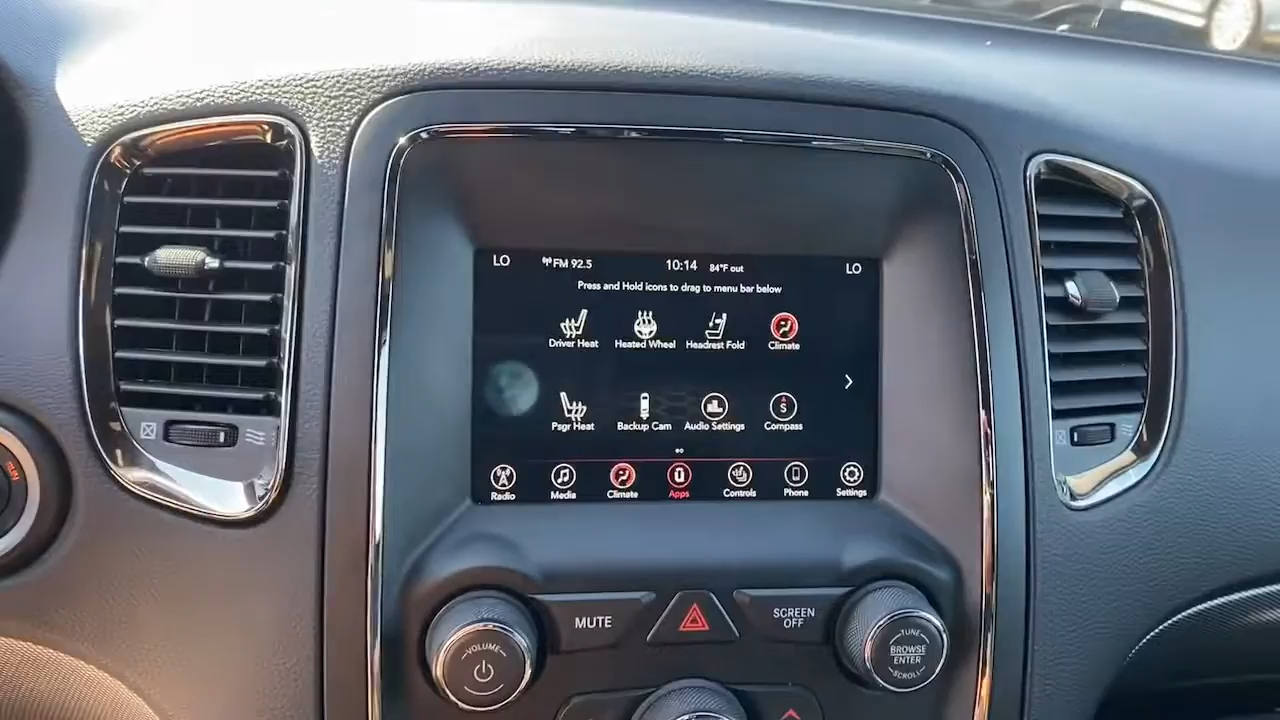 LO FM 92.5 10:14 84°F out LO
Press and Hold icons to drag to menu bar below
Driver Heat Heated Wheel Headrest Fold Climate
S
Psgr Heat Backup Cam Audio Settings Compass
Radio Media Climate Apps Controls Phone Settings
RUN
MUTE
SCREEN
OFF
VOLUME
TUNE
BROWSE
ENTER
SCROLL